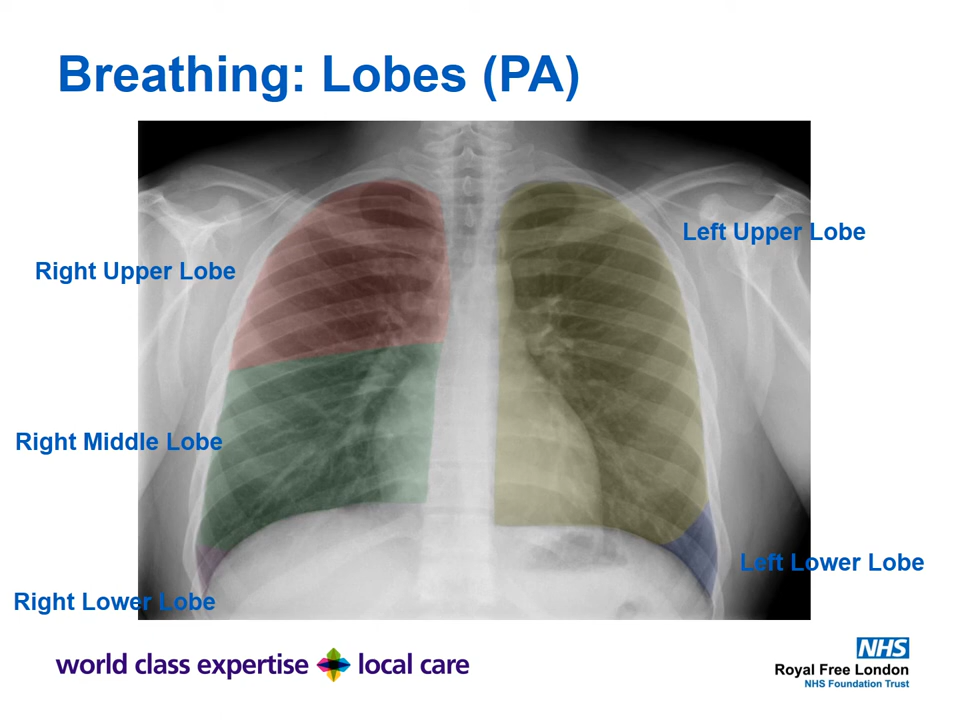 Breathing: Lobes (PA)
Left Upper Lobe
Right Upper Lobe
Right Middle Lobe
Left Lower Lobe
Right Lower Lobe
world class expertise local care
NHS
Royal Free London
NHS Foundation Trust